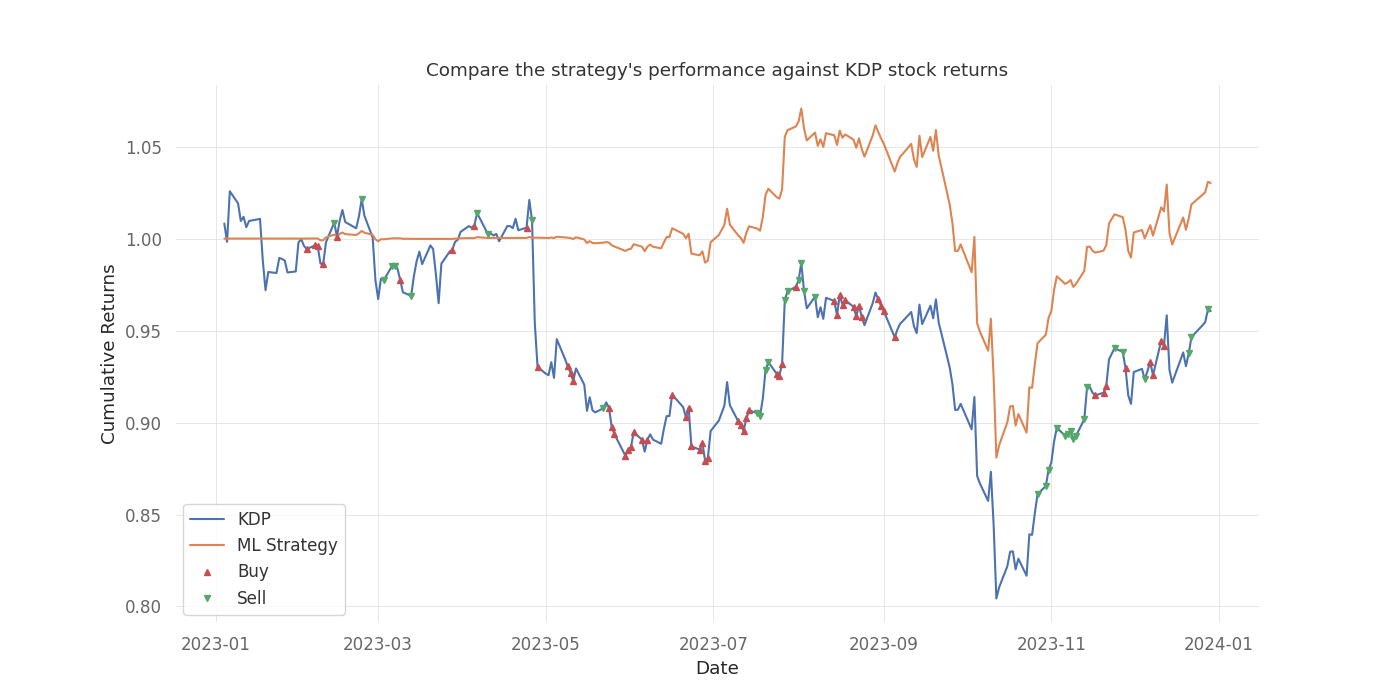 Compare the strategy's performance against KDP stock returns
Cumulative Returns
1.05
1.00
0.95
0.90
0.85
0.80
KDP
ML Strategy
Buy
Sell
2023-01 2023-03 2023-05 2023-07 2023-09 2023-11 2024-01
Date